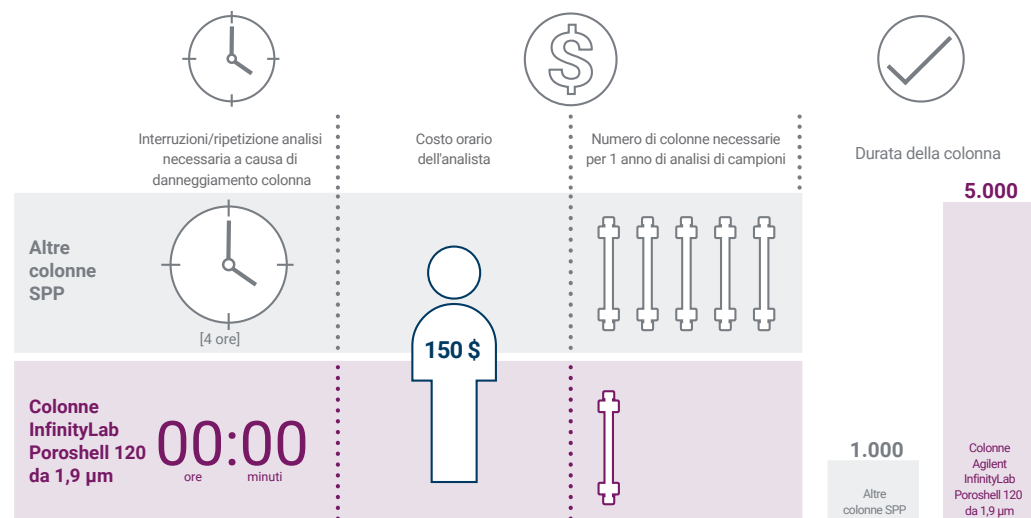 $
Interruzioni/ripetizione analisi
necessaria a causa di
danneggiamento colonna
Costo orario
dell'analista
Numero di colonne necessarie
per 1 anno di analisi di campioni
Durata della colonna
Altre
colonne
SPP
[4 ore]
150 $
Colonne
InfinityLab
Poroshell 120
da 1,9 µm
00:00
ore minuti
5.000
1.000
Altre
colonne SPP
Colonne
Agilent
InfinityLab
Poroshell 120
da 1,9 µm